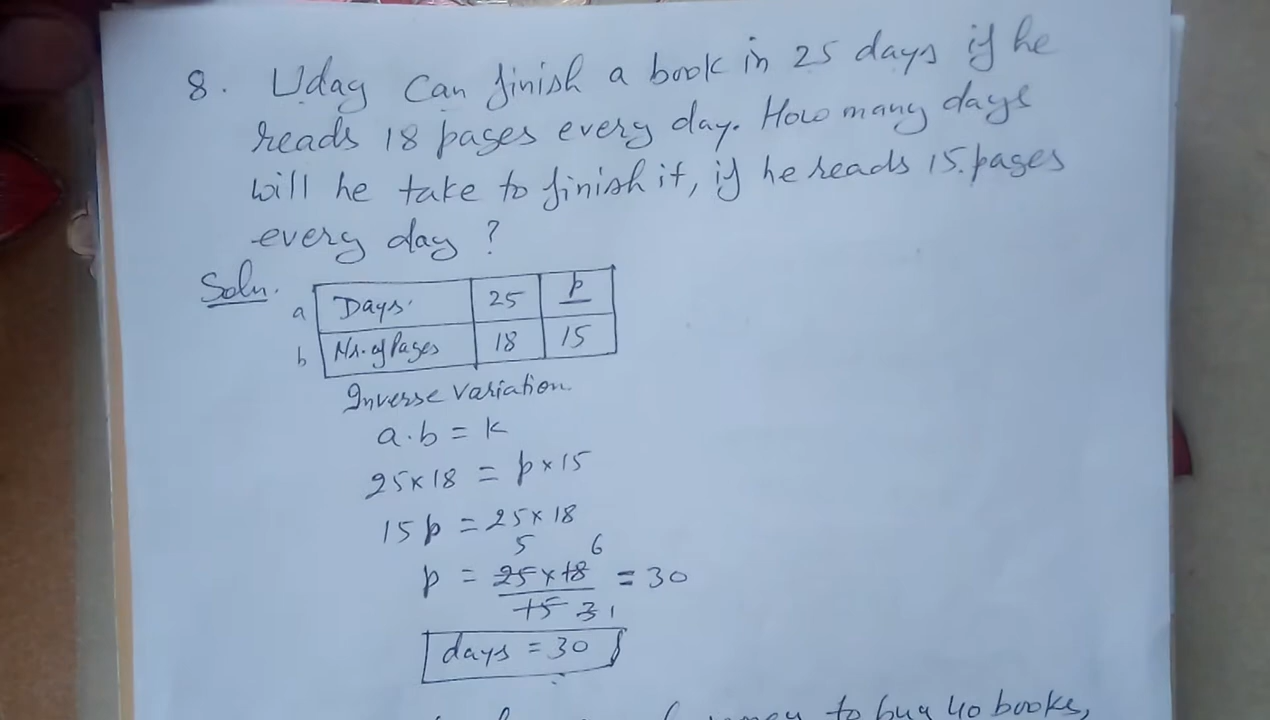 8. Uday can finish a book in 25 days if he
reads 18 pages every day. How many days
will he take to finish it, if he reads 15 pages
every day ?
Soln.
a Days 25 p
b No. of Pages 18 15
Inverse variation.
a.b = k
25×18 = p×15
15 p = 25×18
5 6
p = 25×18 = 30
15 3 1
days = 30
to buy 40 books,